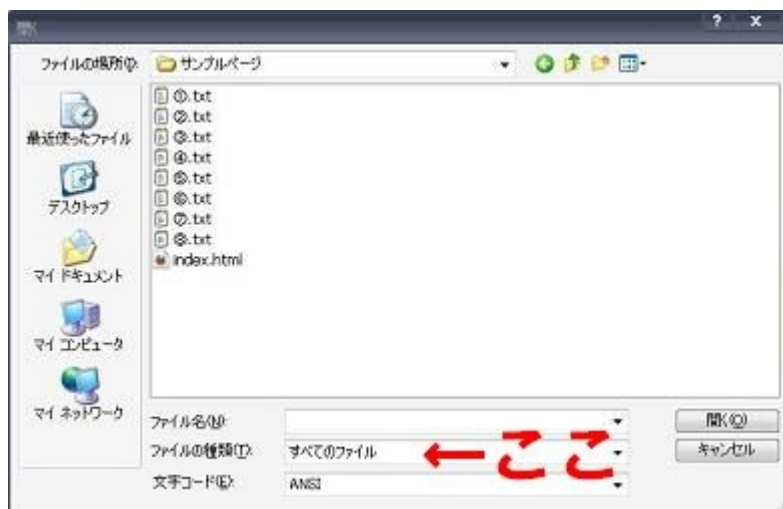 開く
ファイルの場所(I):
サンプルページ
最近使ったファイル
デスクトップ
マイ ドキュメント
マイ コンピュータ
マイ ネットワーク
①.txt
②.txt
③.txt
④.txt
⑤.txt
⑥.txt
⑦.txt
⑧.txt
index.html
ファイル名(N):
開く(O)
ファイルの種類(T):
すべてのファイル
←ここ
キャンセル
文字コード(E):
ANSI